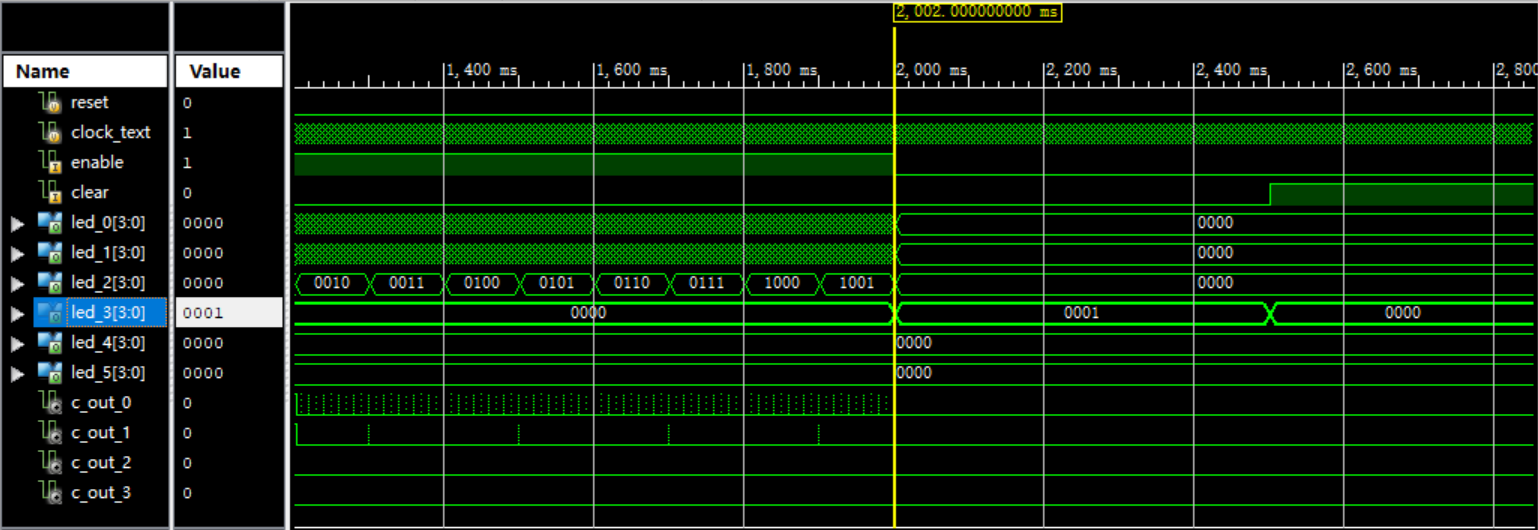 2,002.000000000 ms
Name Value
1,400 ms 1,600 ms 1,800 ms 2,000 ms 2,200 ms 2,400 ms 2,600 ms 2,800
reset 0
clock_text 1
enable 1
clear 0
led_0[3:0] 0000 0000
led_1[3:0] 0000 0000
led_2[3:0] 0000 0010 0011 0100 0101 0110 0111 1000 1001 0000
led_3[3:0] 0001 0000 0001 0000
led_4[3:0] 0000 0000
led_5[3:0] 0000 0000
c_out_0 0
c_out_1 0
c_out_2 0
c_out_3 0